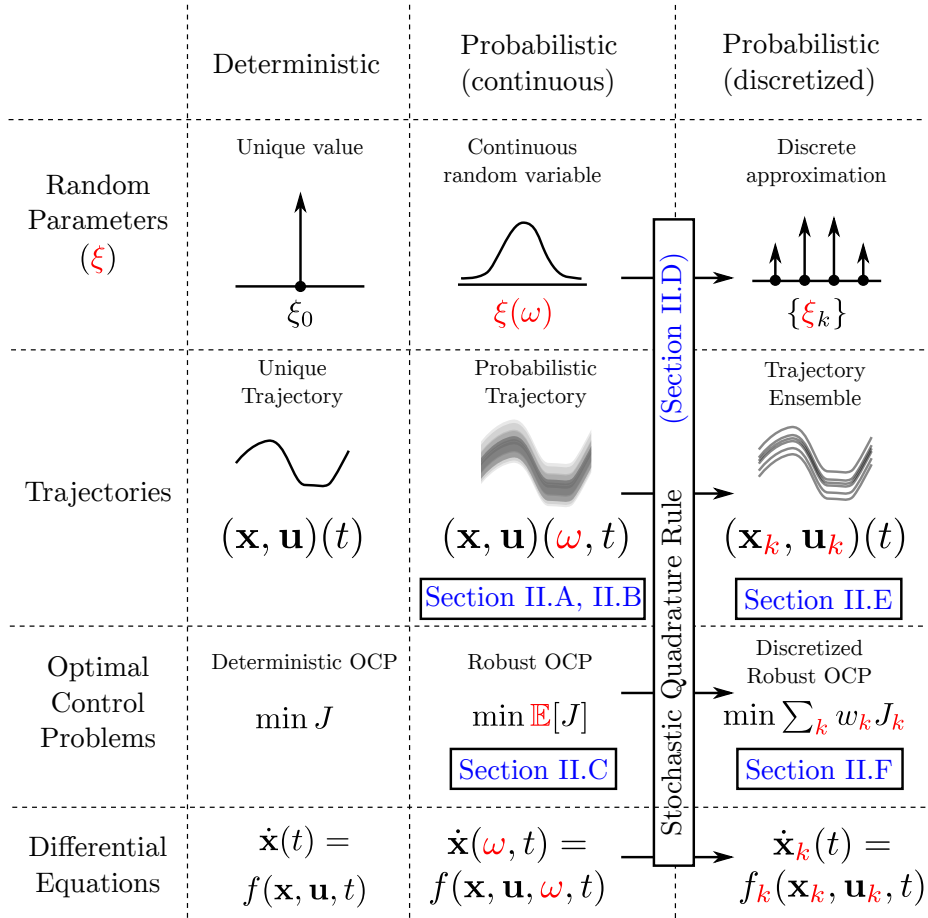 Deterministic
Probabilistic
(continuous)
Probabilistic
(discretized)
Random
Parameters
(ξ)
Unique value
ξ₀
Continuous
random variable
ξ(ω)
Discrete
approximation
{ξₖ}
Stochastic Quadrature Rule (Section II.D)
Trajectories
Unique
Trajectory
(x, u)(t)
Probabilistic
Trajectory
(x, u)(ω, t)
Section II.A, II.B
Trajectory
Ensemble
(xₖ, uₖ)(t)
Section II.E
Optimal
Control
Problems
Deterministic OCP
min J
Robust OCP
min 𝔼[J]
Section II.C
Discretized
Robust OCP
min ∑ₖ wₖJₖ
Section II.F
Differential
Equations
ẋ(t) =
f(x, u, t)
ẋ(ω, t) =
f(x, u, ω, t)
ẋₖ(t) =
fₖ(xₖ, uₖ, t)